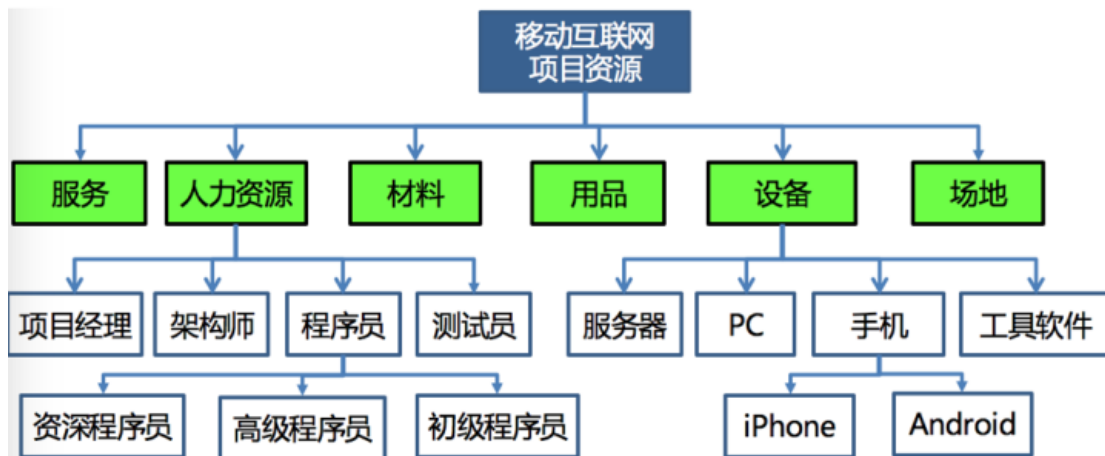 移动互联网
项目资源
服务
人力资源
材料
用品
设备
场地
项目经理
架构师
程序员
测试员
服务器
PC
手机
工具软件
资深程序员
高级程序员
初级程序员
iPhone
Android